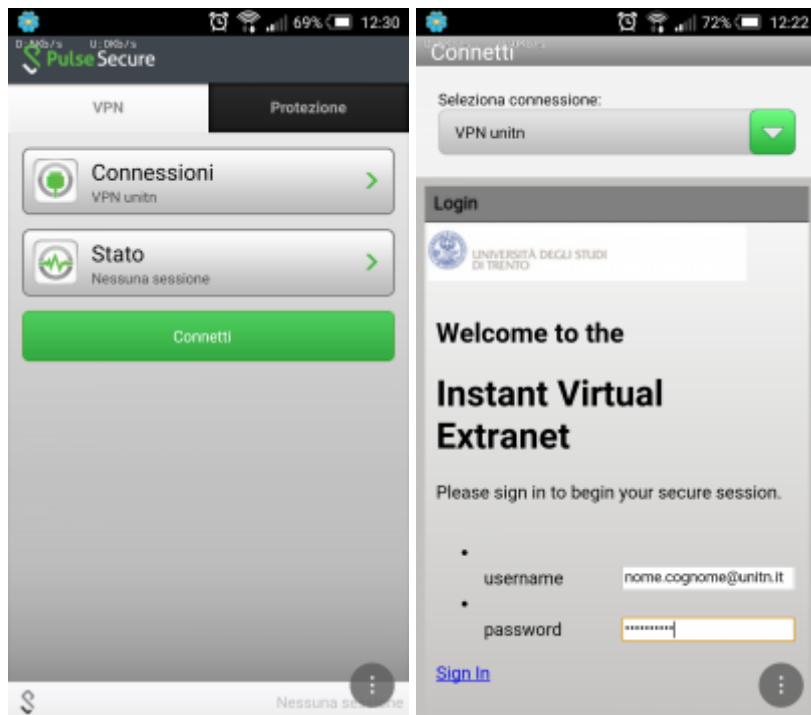 69% 12:30
Pulse Secure
VPN
Protezione
Connessioni
VPN unitn
Stato
Nessuna sessione
Connetti
Nessuna
72% 12:22
Connetti
Seleziona connessione:
VPN unitn
Login
UNIVERSITÀ DEGLI STUDI
DI TRENTO
Welcome to the
Instant Virtual
Extranet
Please sign in to begin your secure session.
username
nome.cognome@unitn.it
password
Sign In